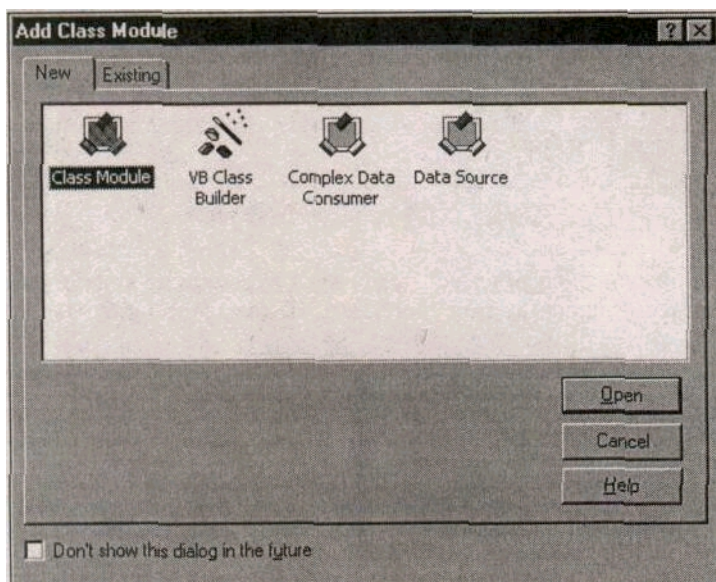 Add Class Module
New
Existing
Class Module
VB Class
Builder
Complex Data
Consumer
Data Source
Open
Cancel
Help
Don't show this dialog in the future